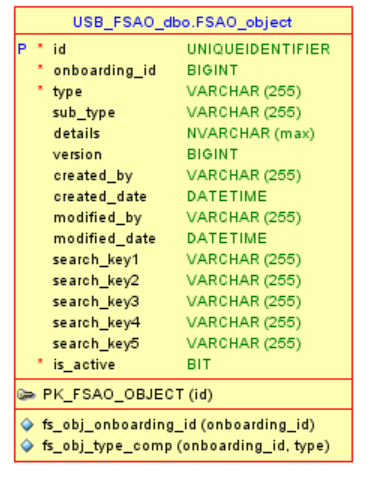 USB_FSAO_dbo.FSAO_object
P * id UNIQUEIDENTIFIER
* onboarding_id BIGINT
* type VARCHAR (255)
sub_type VARCHAR (255)
details NVARCHAR (max)
version BIGINT
created_by VARCHAR (255)
created_date DATETIME
modified_by VARCHAR (255)
modified_date DATETIME
search_key1 VARCHAR (255)
search_key2 VARCHAR (255)
search_key3 VARCHAR (255)
search_key4 VARCHAR (255)
search_key5 VARCHAR (255)
* is_active BIT
PK_FSAO_OBJECT (id)
fs_obj_onboarding_id (onboarding_id)
fs_obj_type_comp (onboarding_id, type)